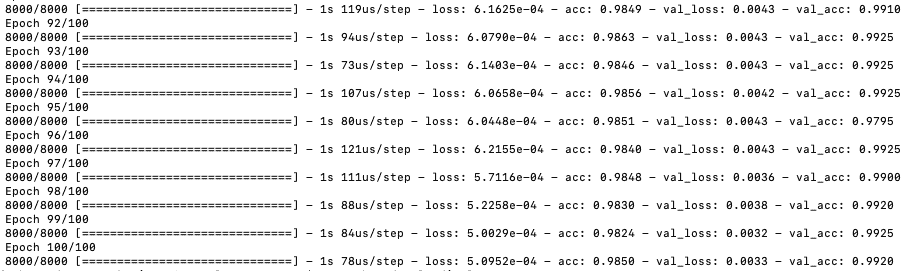 8000/8000 [==============================] - 1s 119us/step - loss: 6.1625e-04 - acc: 0.9849 - val_loss: 0.0043 - val_acc: 0.9910
Epoch 92/100
8000/8000 [==============================] - 1s 94us/step - loss: 6.0790e-04 - acc: 0.9863 - val_loss: 0.0043 - val_acc: 0.9925
Epoch 93/100
8000/8000 [==============================] - 1s 73us/step - loss: 6.1403e-04 - acc: 0.9846 - val_loss: 0.0043 - val_acc: 0.9925
Epoch 94/100
8000/8000 [==============================] - 1s 107us/step - loss: 6.0658e-04 - acc: 0.9856 - val_loss: 0.0042 - val_acc: 0.9925
Epoch 95/100
8000/8000 [==============================] - 1s 80us/step - loss: 6.0448e-04 - acc: 0.9851 - val_loss: 0.0043 - val_acc: 0.9795
Epoch 96/100
8000/8000 [==============================] - 1s 121us/step - loss: 6.2155e-04 - acc: 0.9840 - val_loss: 0.0043 - val_acc: 0.9925
Epoch 97/100
8000/8000 [==============================] - 1s 111us/step - loss: 5.7116e-04 - acc: 0.9848 - val_loss: 0.0036 - val_acc: 0.9900
Epoch 98/100
8000/8000 [==============================] - 1s 88us/step - loss: 5.2258e-04 - acc: 0.9830 - val_loss: 0.0038 - val_acc: 0.9920
Epoch 99/100
8000/8000 [==============================] - 1s 84us/step - loss: 5.0029e-04 - acc: 0.9824 - val_loss: 0.0032 - val_acc: 0.9925
Epoch 100/100
8000/8000 [==============================] - 1s 78us/step - loss: 5.0952e-04 - acc: 0.9850 - val_loss: 0.0033 - val_acc: 0.9920